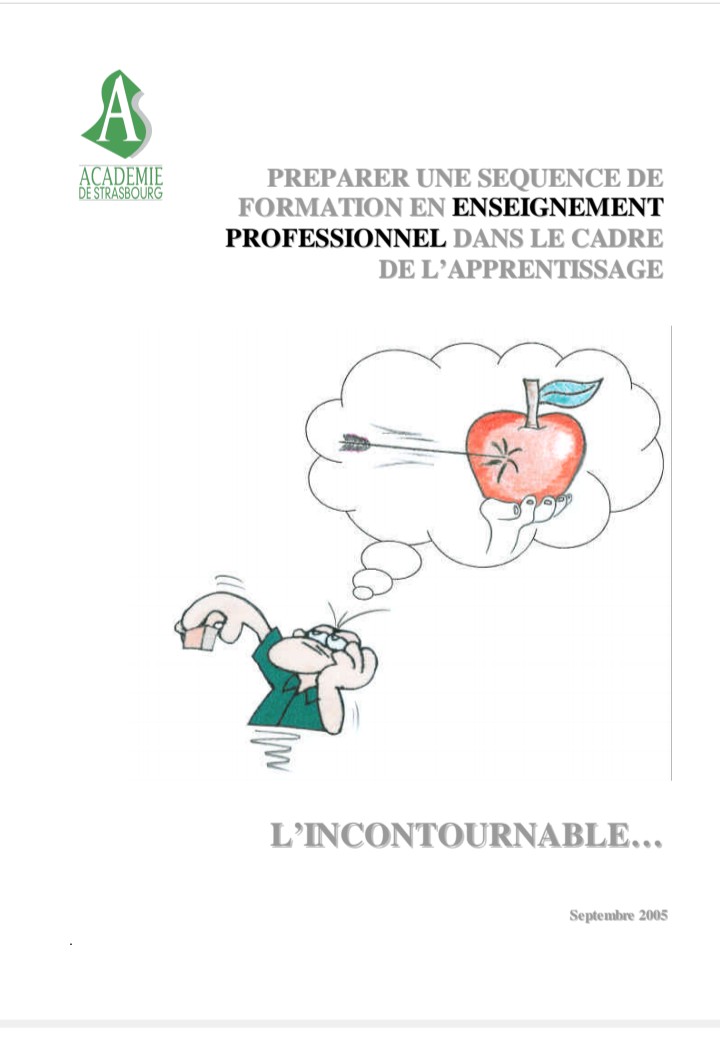 AS
ACADEMIE
DE STRASBOURG
PREPARER UNE SEQUENCE DE
FORMATION EN ENSEIGNEMENT
PROFESSIONNEL DANS LE CADRE
DE L’APPRENTISSAGE
L’INCONTOURNABLE…
Septembre 2005
.